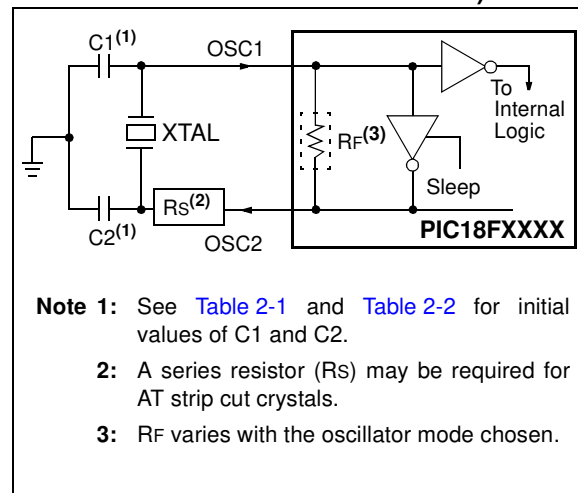 C1(1)
OSC1
To
Internal
Logic
XTAL
RF(3)
Sleep
C2(1)
RS(2)
OSC2
PIC18FXXXX
Note 1: See Table 2-1 and Table 2-2 for initial
values of C1 and C2.
2: A series resistor (RS) may be required for
AT strip cut crystals.
3: RF varies with the oscillator mode chosen.